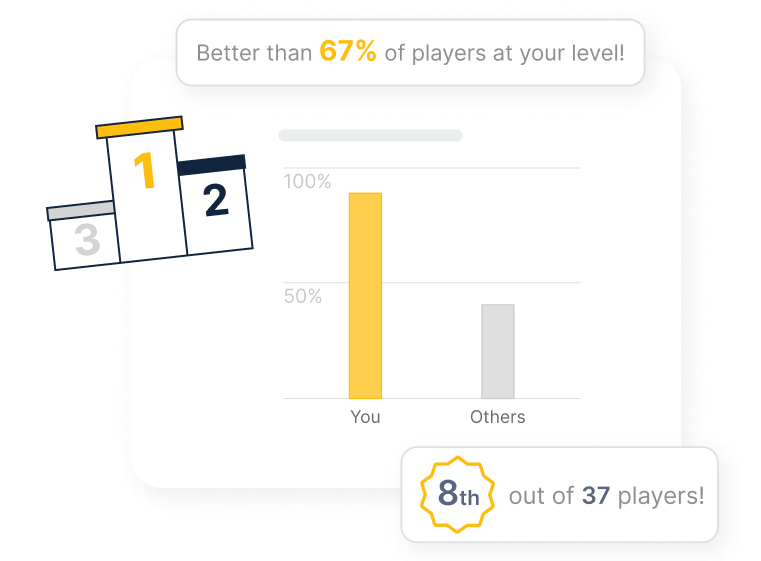 Better than 67% of players at your level!
1
2
3
100%
50%
You
Others
8th out of 37 players!